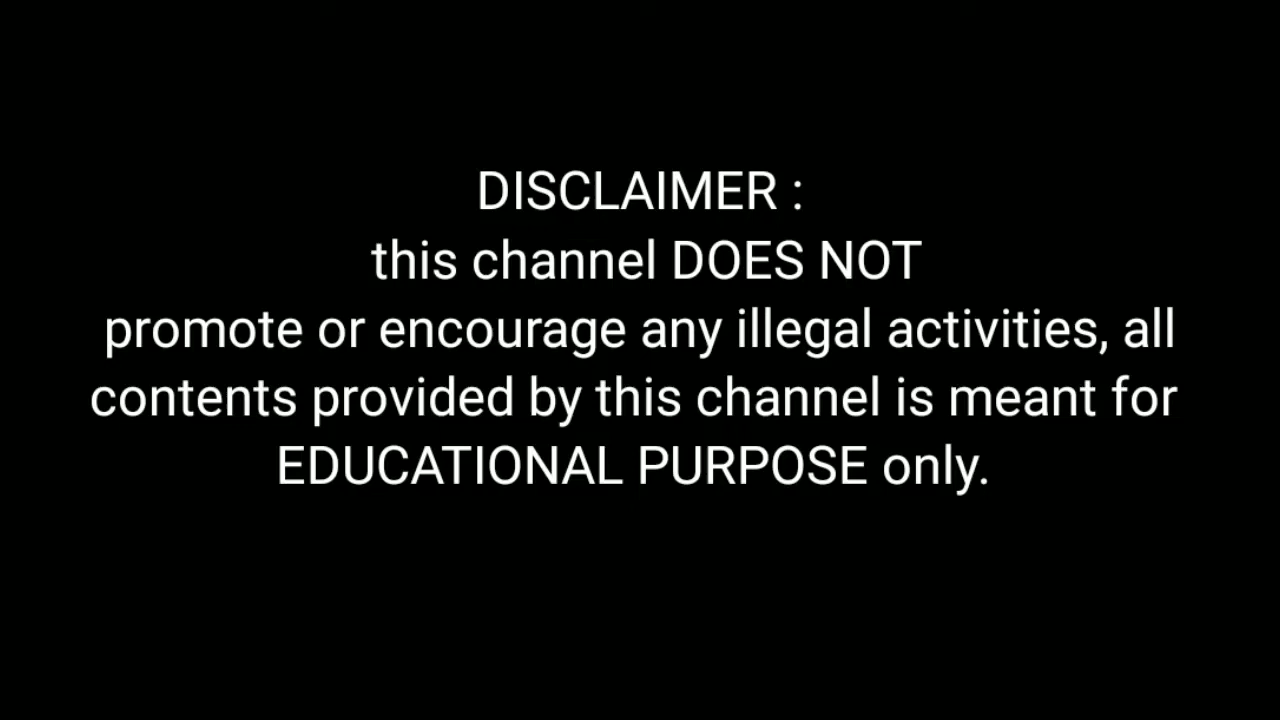 DISCLAIMER :
this channel DOES NOT
promote or encourage any illegal activities, all
contents provided by this channel is meant for
EDUCATIONAL PURPOSE only.